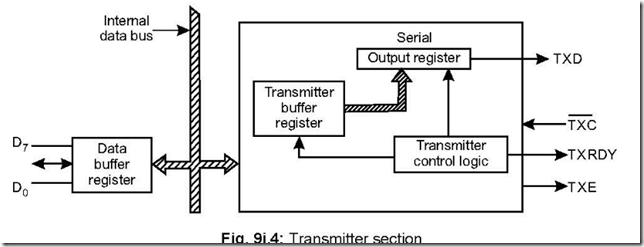 Internal
data bus
Serial
Output register
TXD
Transmitter
buffer
register
TXC
D7
Data
buffer
register
Transmitter
control logic
TXRDY
D0
TXE
Fig. 9i.4: Transmitter section